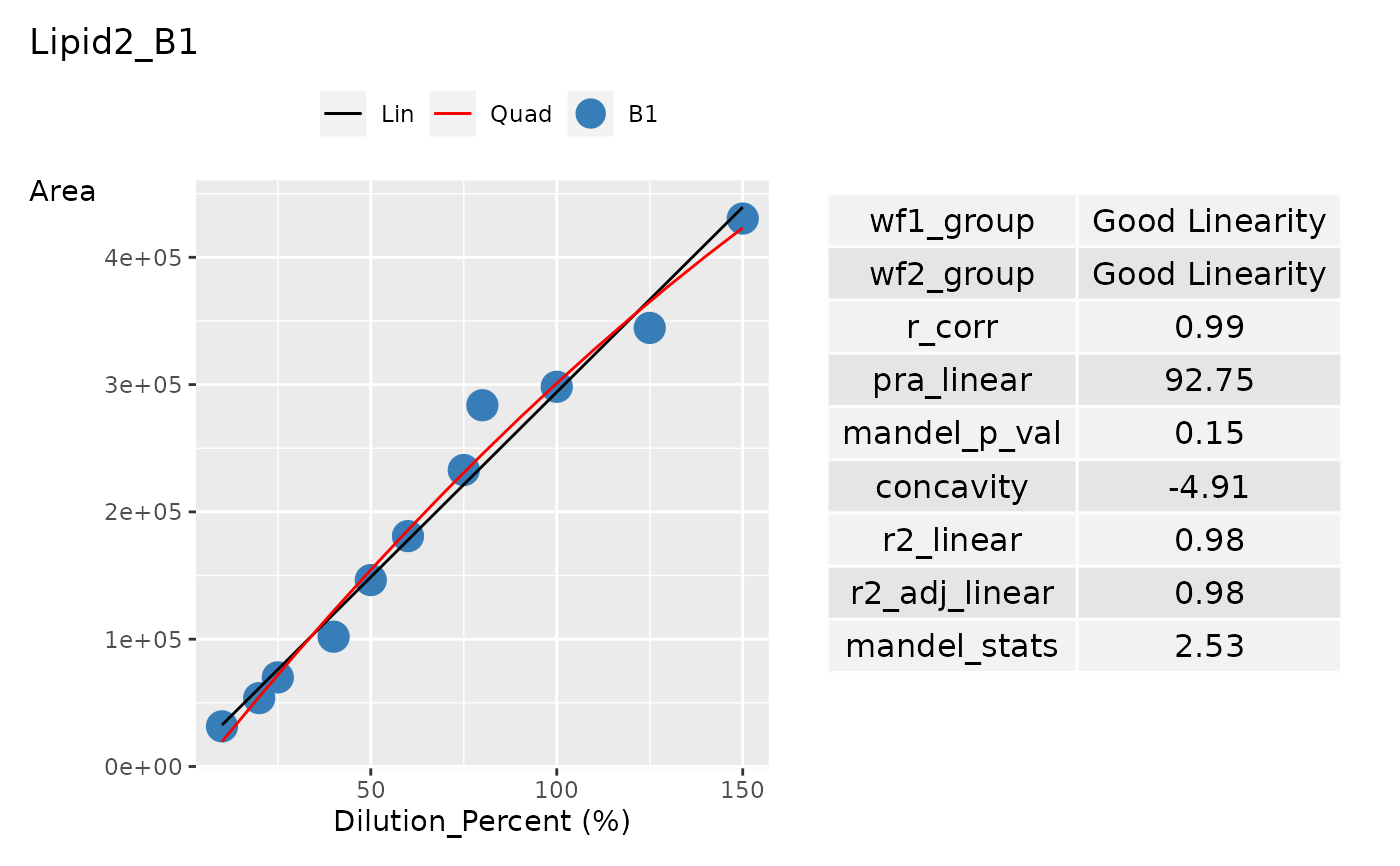 Lipid2_B1
Lin Quad B1
Area
4e+05
3e+05
2e+05
1e+05
0e+00
50 100 150
Dilution_Percent (%)
wf1_group Good Linearity
wf2_group Good Linearity
r_corr 0.99
pra_linear 92.75
mandel_p_val 0.15
concavity -4.91
r2_linear 0.98
r2_adj_linear 0.98
mandel_stats 2.53